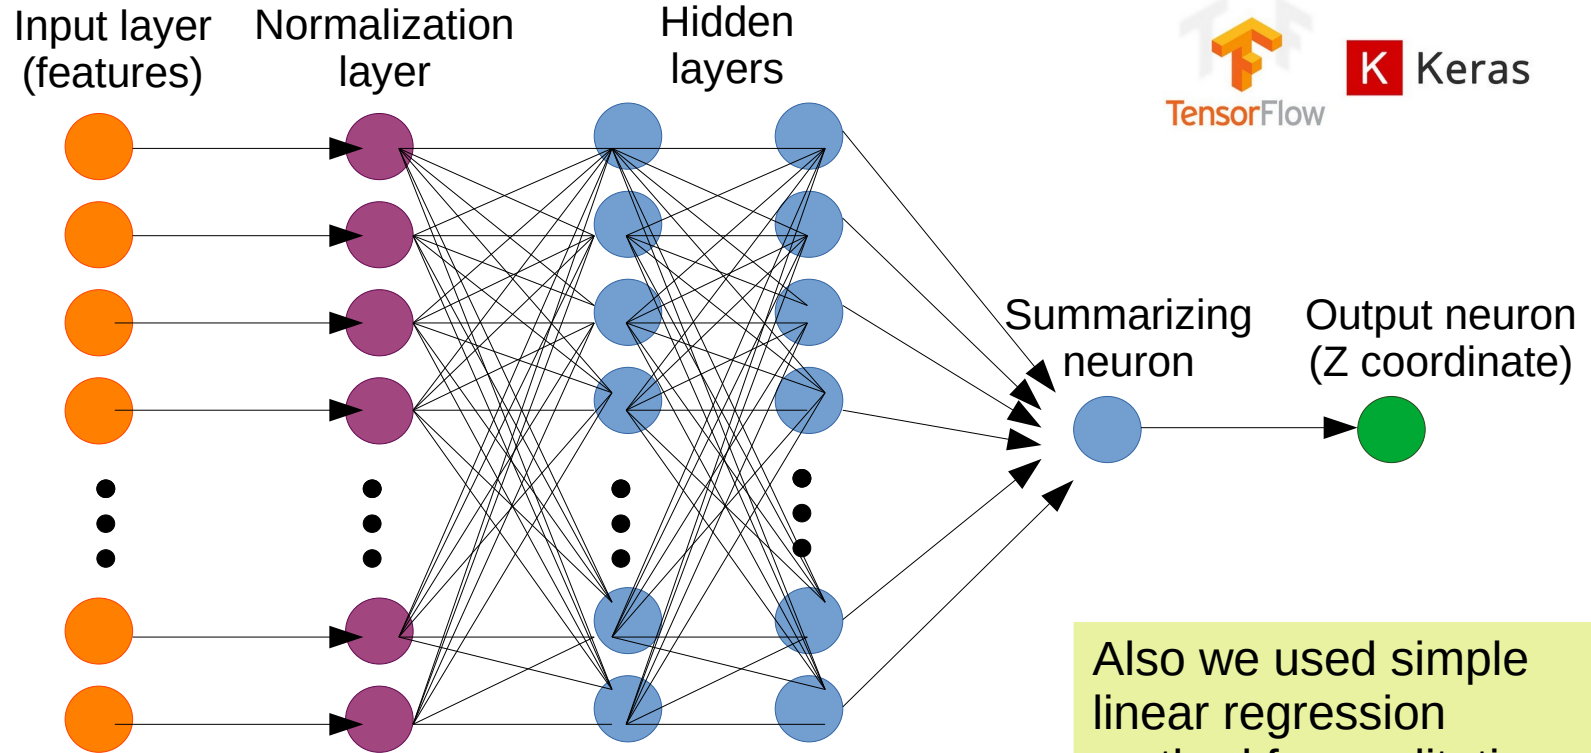 Input layer
(features)
Normalization
layer
Hidden
layers
TensorFlow
K Keras
Summarizing
neuron
Output neuron
(Z coordinate)
Also we used simple
linear regression